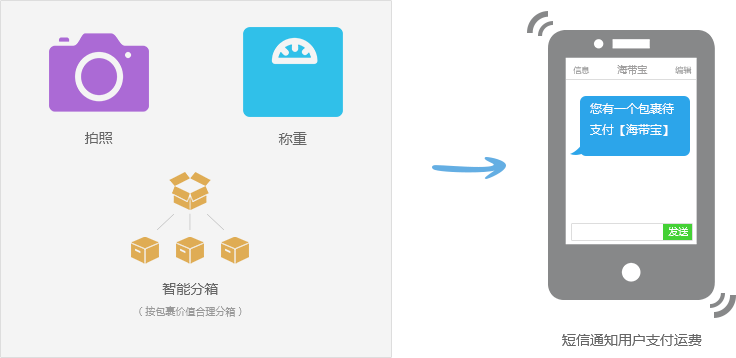 拍照
称重
智能分箱
（按包裹价值合理分箱）
信息
海带宝
编辑
您有一个包裹待
支付【海带宝】
发送
短信通知用户支付运费